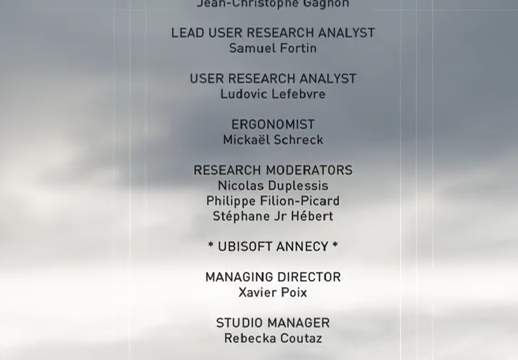 Jean-Christophe Gagnon
LEAD USER RESEARCH ANALYST
Samuel Fortin
USER RESEARCH ANALYST
Ludovic Lefebvre
ERGONOMIST
Mickaël Schreck
RESEARCH MODERATORS
Nicolas Duplessis
Philippe Filion-Picard
Stéphane Jr Hébert
* UBISOFT ANNECY *
MANAGING DIRECTOR
Xavier Poix
STUDIO MANAGER
Rebecka Coutaz